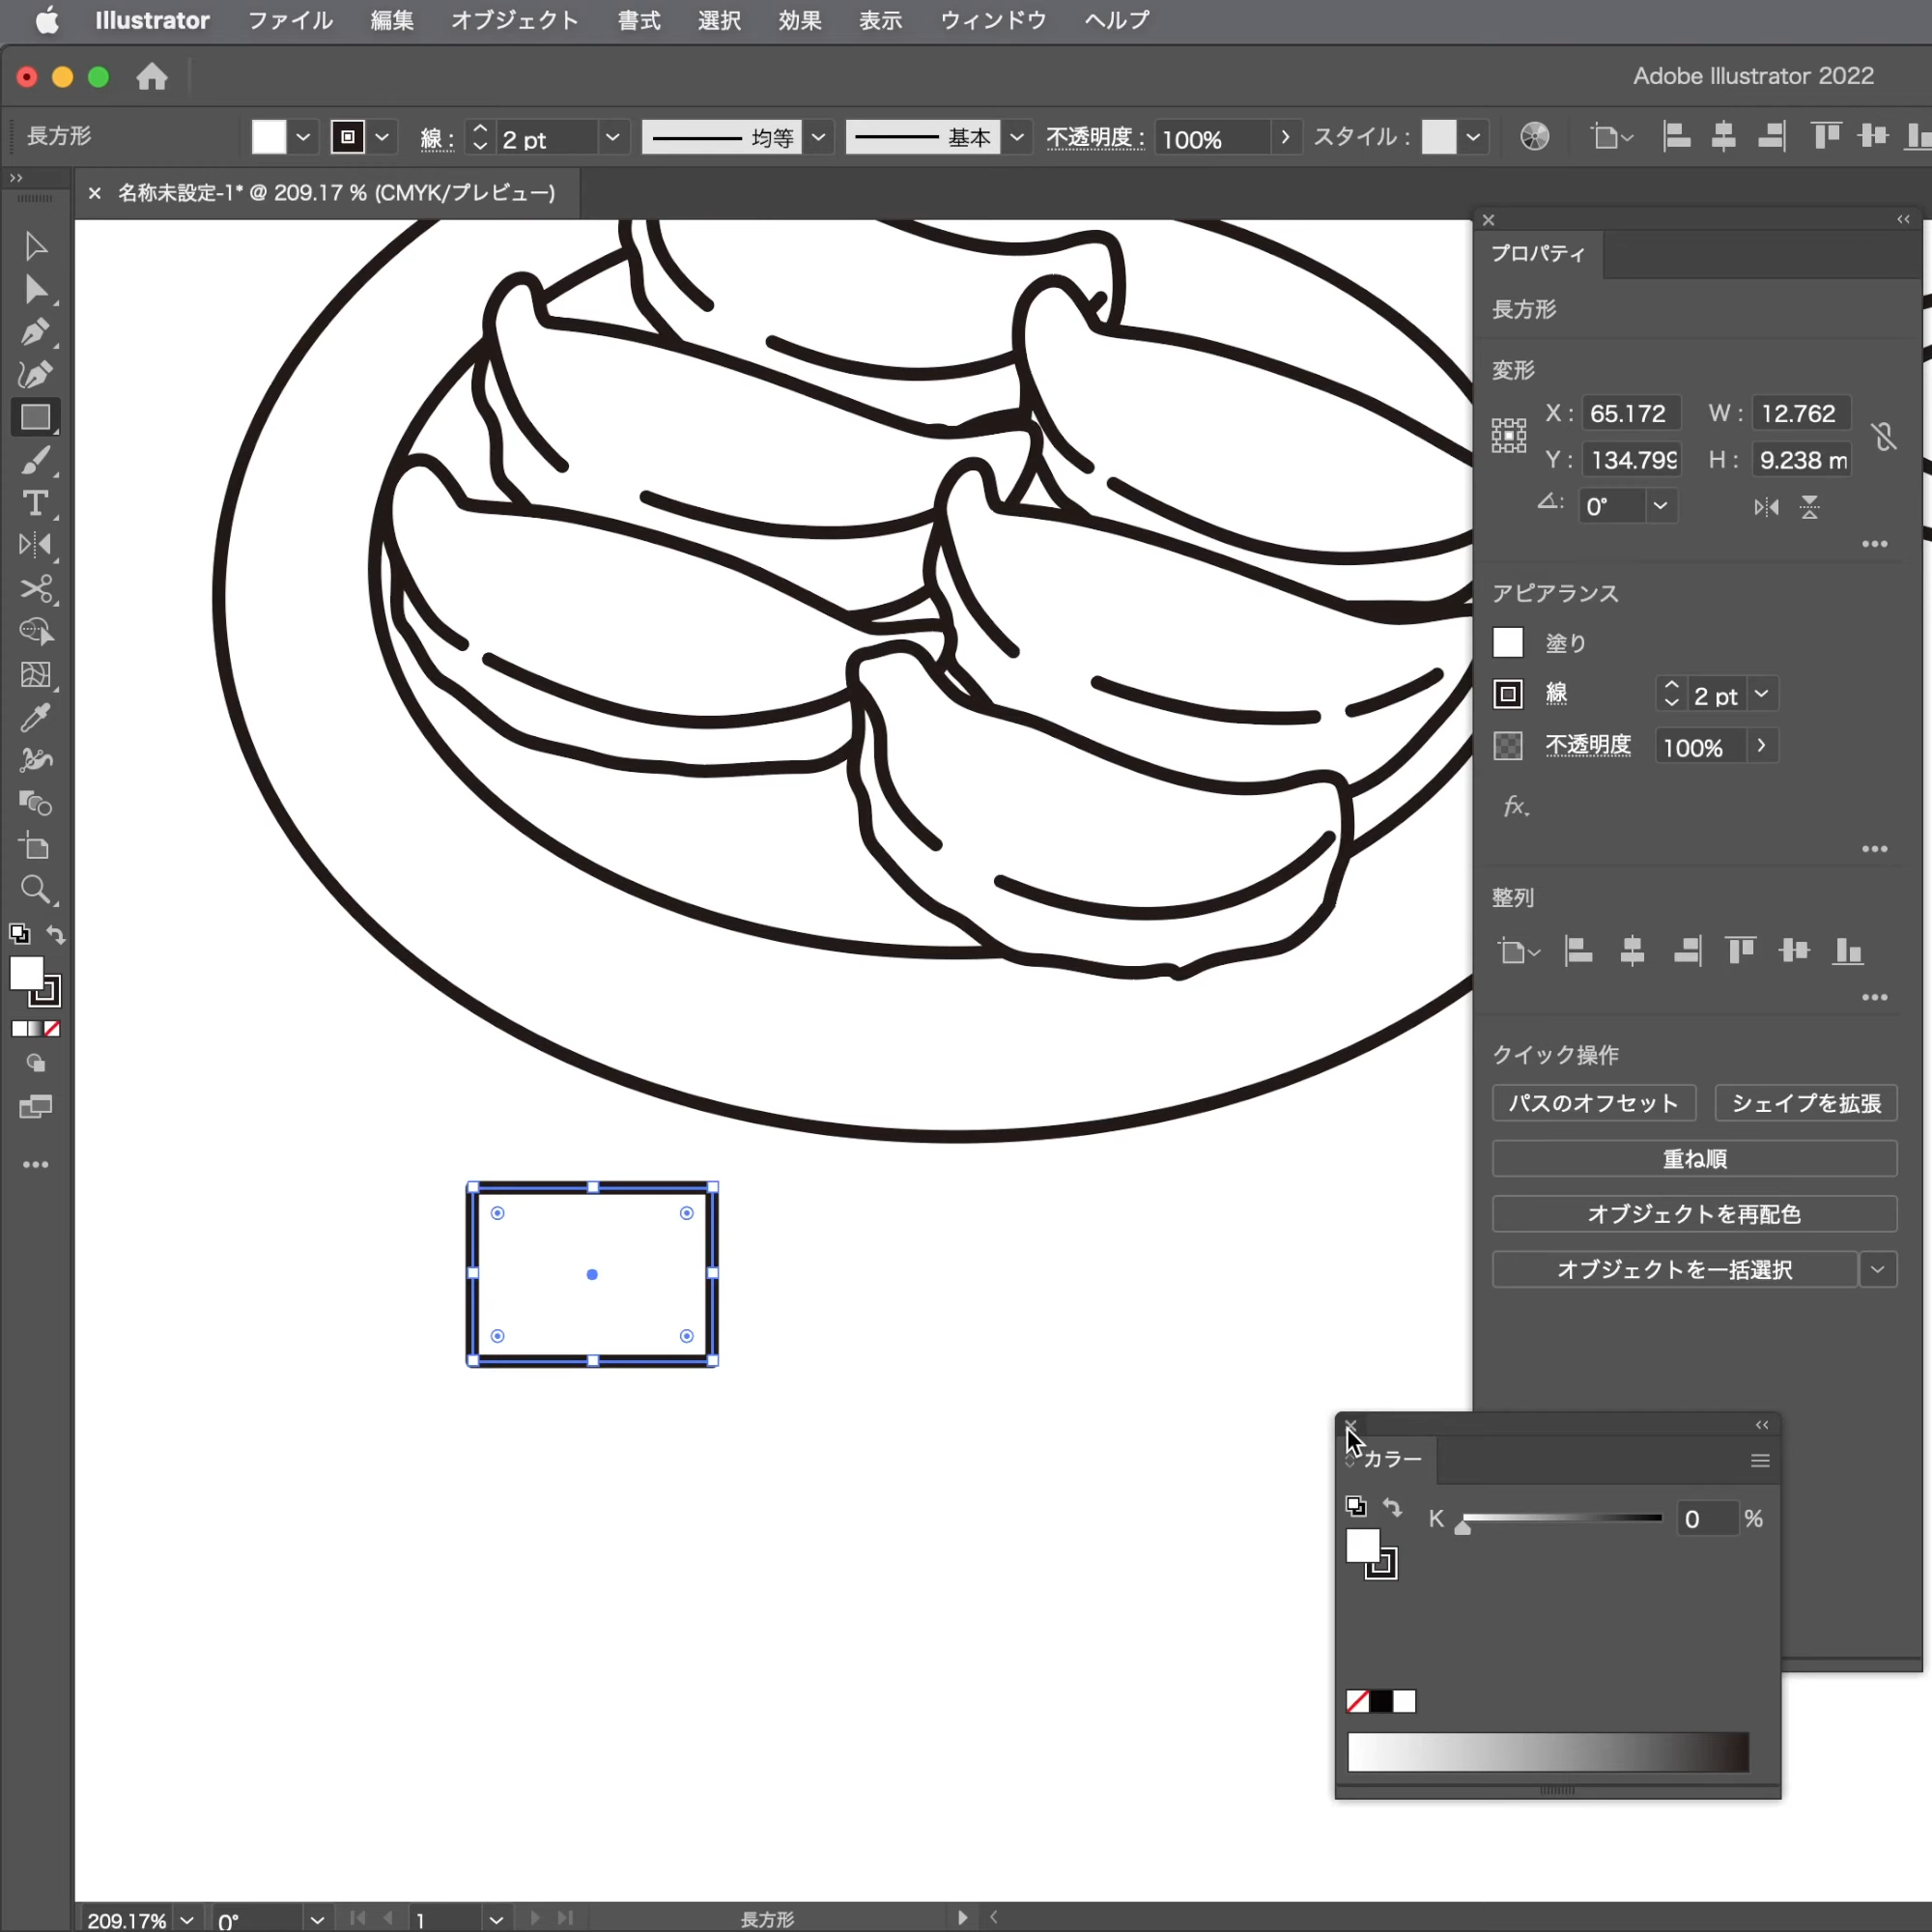 Illustrator ファイル 編集 オブジェクト 書式 選択 効果 表示 ウィンドウ ヘルプ
Adobe Illustrator 2022
長方形 線： 2 pt 均等 基本 不透明度： 100% スタイル：
名称未設定-1* @ 209.17 % (CMYK/プレビュー)
プロパティ
長方形
変形
X： 65.172 W： 12.762
Y： 134.799 H： 9.238 m
0°
アピアランス
塗り
線 2 pt
不透明度 100%
fx.
整列
クイック操作
パスのオフセット シェイプを拡張
重ね順
オブジェクトを再配色
オブジェクトを一括選択
カラー
K 0 %
209.17% 0° 1 長方形